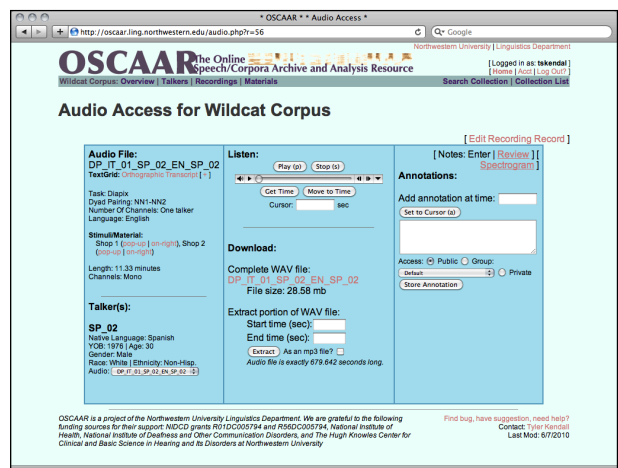 * OSCAAR * * Audio Access *
http://oscaar.ling.northwestern.edu/audio.php?r=56
Google
Northwestern University | Linguistics Department
OSCAAR The Online
Speech/Corpora Archive and Analysis Resource
[ Logged in as: tskendal ]
[ Home | Acct | Log Out? ]
Wildcat Corpus: Overview | Talkers | Recordings | Materials
Search Collection | Collection List
Audio Access for Wildcat Corpus
[ Edit Recording Record ]
Audio File:
DP_IT_01_SP_02_EN_SP_02
TextGrid: Orthographic Transcript [ + ]
Task: Diapix
Dyad Pairing: NN1-NN2
Number Of Channels: One talker
Language: English
Stimuli/Material:
Shop 1 (pop-up | on-right), Shop 2
(pop-up | on-right)
Length: 11.33 minutes
Channels: Mono
Talker(s):
SP_02
Native Language: Spanish
YOB: 1976 | Age: 30
Gender: Male
Race: White | Ethnicity: Non-Hisp.
Audio: DP_IT_01_SP_02_EN_SP_02
Listen:
Play (p) Stop (s)
Get Time Move to Time
Cursor: sec
Download:
Complete WAV file:
DP_IT_01_SP_02_EN_SP_02
File size: 28.58 mb
Extract portion of WAV file:
Start time (sec):
End time (sec):
Extract As an mp3 file?
Audio file is exactly 679.642 seconds long.
[ Notes: Enter | Review ] [
Spectrogram ]
Annotations:
Add annotation at time:
Set to Cursor (a)
Access: Public Group:
Default Private
Store Annotation
OSCAAR is a project of the Northwestern University Linguistics Department. We are grateful to the following
funding sources for their support: NIDCD grants R01DC005794 and R56DC005794, National Institute of
Health, National Institute of Deafness and Other Communication Disorders, and The Hugh Knowles Center for
Clinical and Basic Science in Hearing and Its Disorders at Northwestern University
Find bug, have suggestion, need help?
Contact: Tyler Kendall
Last Mod: 6/7/2010